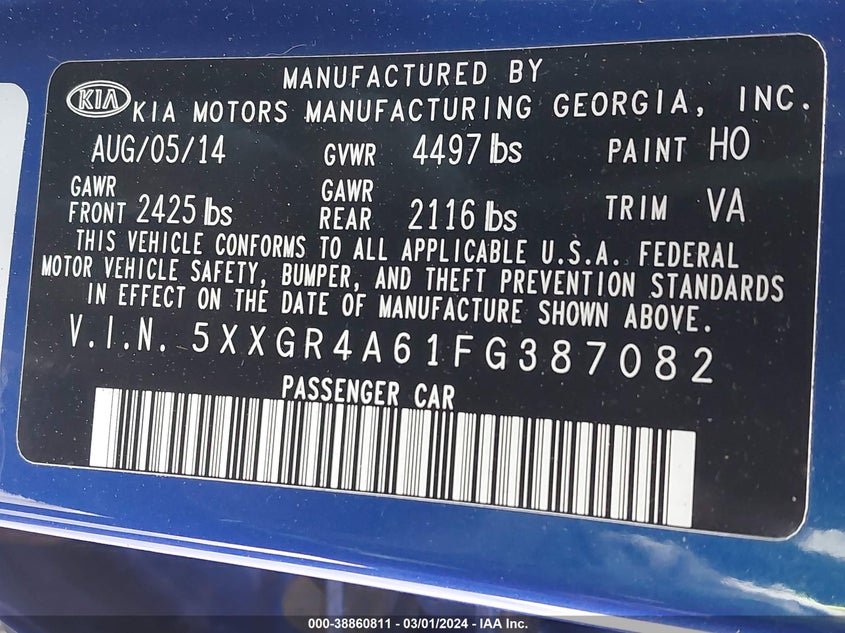 MANUFACTURED BY
KIA KIA MOTORS MANUFACTURING GEORGIA, INC.
AUG/05/14 GVWR 4497 lbs PAINT HO
GAWR FRONT 2425 lbs GAWR REAR 2116 lbs TRIM VA
THIS VEHICLE CONFORMS TO ALL APPLICABLE U.S.A. FEDERAL
MOTOR VEHICLE SAFETY, BUMPER, AND THEFT PREVENTION STANDARDS
IN EFFECT ON THE DATE OF MANUFACTURE SHOWN ABOVE.
V.I.N. 5XXGR4A61FG387082
PASSENGER CAR
000-38860811 - 03/01/2024 - IAA Inc.